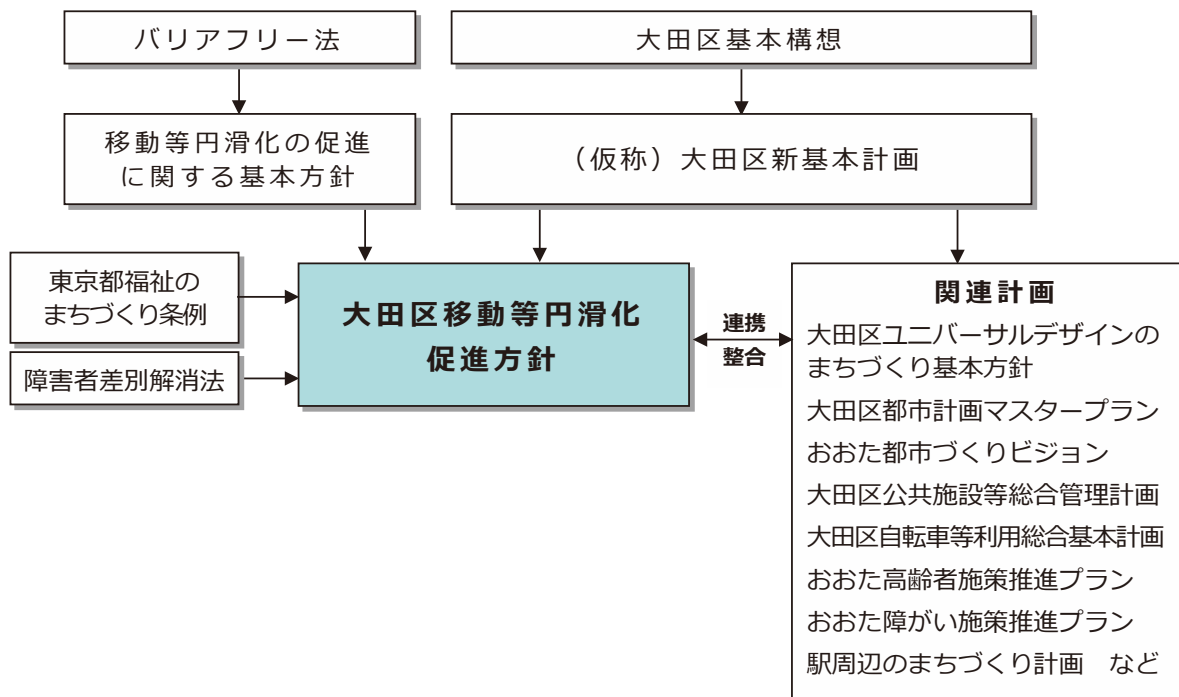 バリアフリー法
大田区基本構想
移動等円滑化の促進
に関する基本方針
（仮称）大田区新基本計画
東京都福祉の
まちづくり条例
障害者差別解消法
大田区移動等円滑化
促進方針
連携
整合
関連計画
大田区ユニバーサルデザインの
まちづくり基本方針
大田区都市計画マスタープラン
おおた都市づくりビジョン
大田区公共施設等総合管理計画
大田区自転車等利用総合基本計画
おおた高齢者施策推進プラン
おおた障がい施策推進プラン
駅周辺のまちづくり計画　など